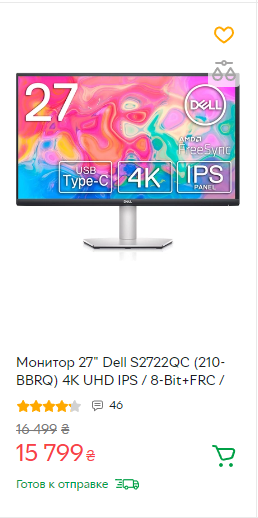 27
DELL
AMD
FreeSync
USB
Type-C
4K
IPS
PANEL
DELL
Монитор 27" Dell S2722QC (210-
BBRQ) 4K UHD IPS / 8-Bit+FRC /
46
16 499 ₴
15 799 ₴
Готов к отправке